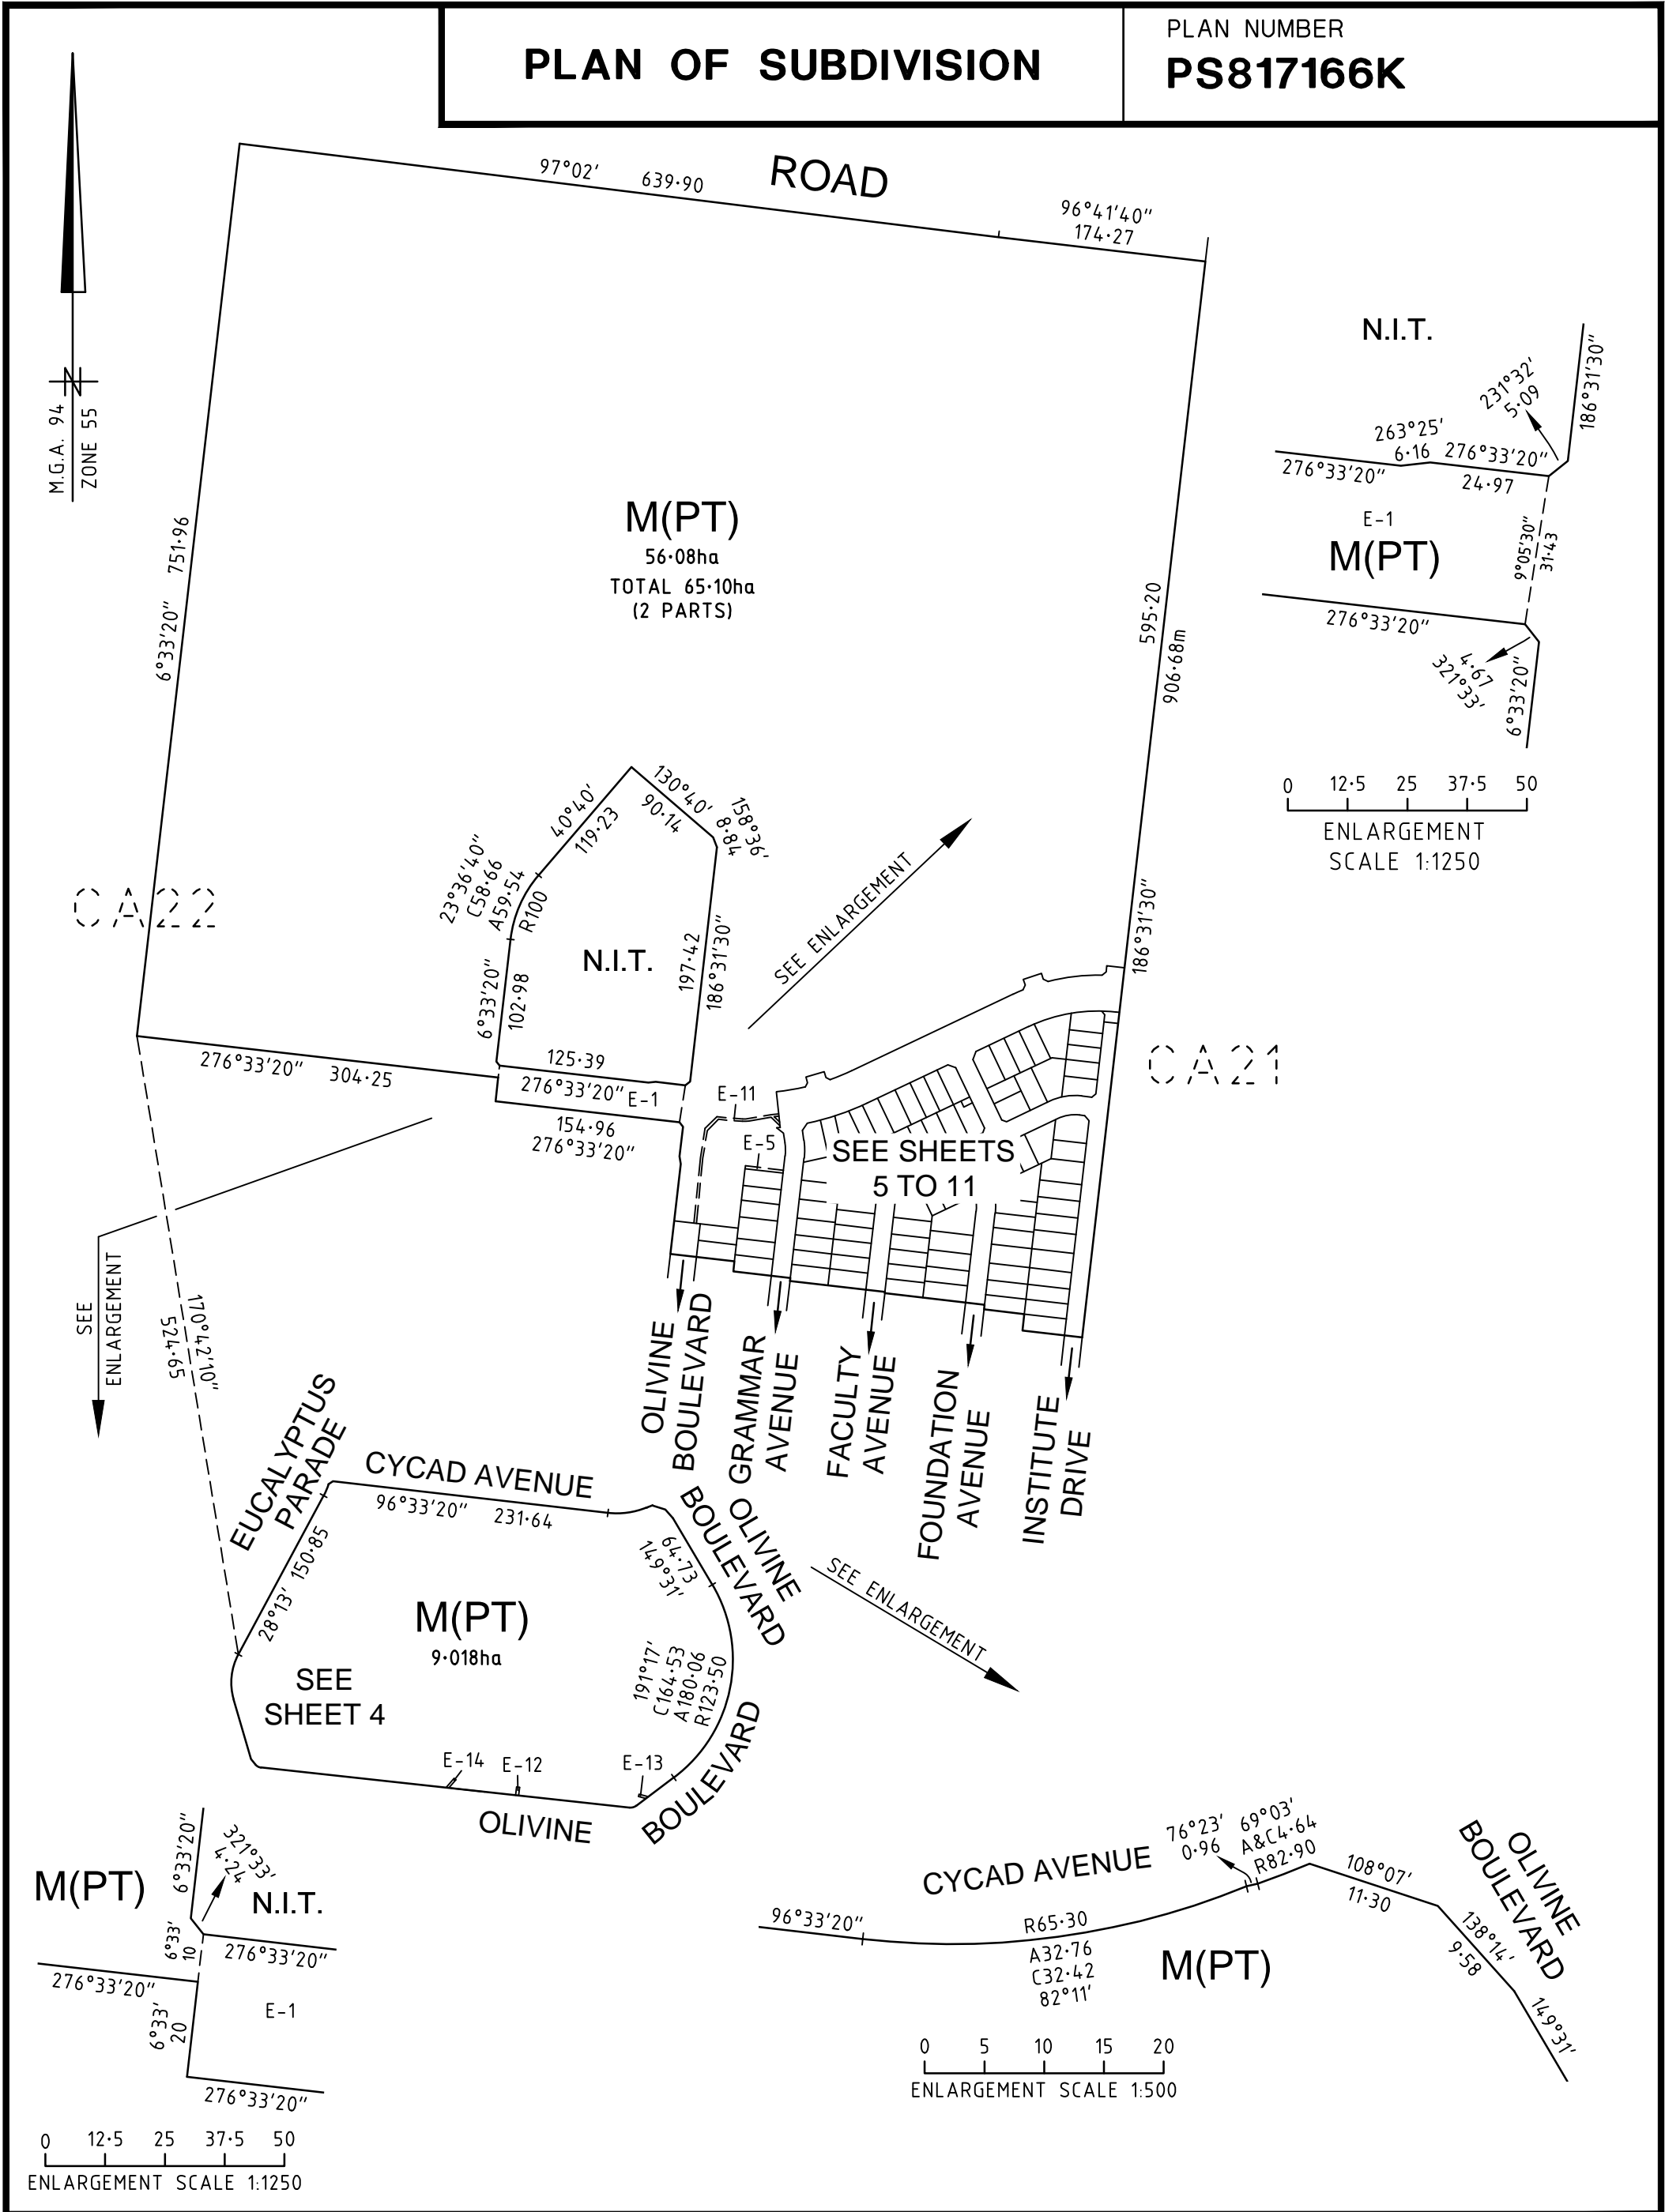 PLAN OF SUBDIVISION
PLAN NUMBER
PS817166K
M.G.A. 94
ZONE 55
N
97°02' 639·90
ROAD
96°41'40"
174·27
6°33'20" 751·96
M(PT)
56·08ha
TOTAL 65·10ha
(2 PARTS)
595·20
906·68m
186°31'30"
N.I.T.
231°32'
5·09
186°31'30"
263°25'
6·16
276°33'20"
276°33'20"
24·97
E-1
M(PT)
9°05'30"
31·43
276°33'20"
4·67
321°33'
6°33'20"
0 12·5 25 37·5 50
ENLARGEMENT
SCALE 1:1250
CA22
CA21
40°40'
119·23
130°40'
90·14
158°36'
8·84
23°36'40"
C58·66
A59·54
R100
N.I.T.
197·42
186°31'30"
6°33'20"
102·98
SEE ENLARGEMENT
125·39
276°33'20"
E-1
154·96
276°33'20"
276°33'20" 304·25
E-11
E-5
SEE SHEETS
5 TO 11
SEE
ENLARGEMENT
170°42'10"
524·65
OLIVINE
BOULEVARD
GRAMMAR
AVENUE
FACULTY
AVENUE
FOUNDATION
AVENUE
INSTITUTE
DRIVE
EUCALYPTUS
PARADE
CYCAD AVENUE
96°33'20" 231·64
28°13' 150·85
64·73
149°31'
OLIVINE
BOULEVARD
M(PT)
9·018ha
SEE
SHEET 4
191°17'
C164·53
A180·06
R123·50
SEE ENLARGEMENT
E-14
E-12
E-13
OLIVINE
BOULEVARD
M(PT)
6°33'20"
321°33'
4·24
N.I.T.
6°33'
10
276°33'20"
276°33'20"
6°33'
20
E-1
276°33'20"
0 12·5 25 37·5 50
ENLARGEMENT SCALE 1:1250
CYCAD AVENUE
76°23'
0·96
69°03'
A&C4·64
R82·90
108°07'
11·30
OLIVINE
BOULEVARD
96°33'20"
R65·30
A32·76
C32·42
82°11'
M(PT)
138°14'
9·58
149°31'
0 5 10 15 20
ENLARGEMENT SCALE 1:500